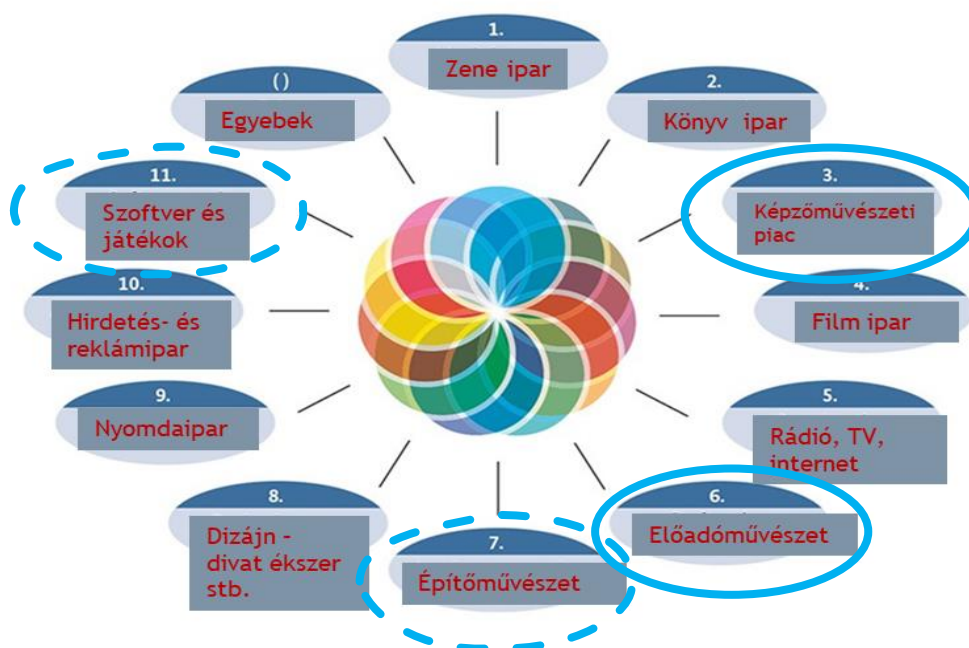 1.
Zene ipar
2.
Könyv ipar
3.
Képzőművészeti
piac
4.
Film ipar
5.
Rádió, TV,
internet
6.
Előadóművészet
7.
Építőművészet
8.
Dizájn –
divat ékszer
stb.
9.
Nyomdaipar
10.
Hirdetés- és
reklámipar
11.
Szoftver és
játékok
( )
Egyebek